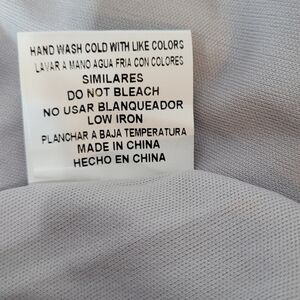 HAND WASH COLD WITH LIKE COLORS
LAVAR A MANO AGUA FRIA CON COLORES
SIMILARES
DO NOT BLEACH
NO USAR BLANQUEADOR
LOW IRON
PLANCHAR A BAJA TEMPERATURA
MADE IN CHINA
HECHO EN CHINA